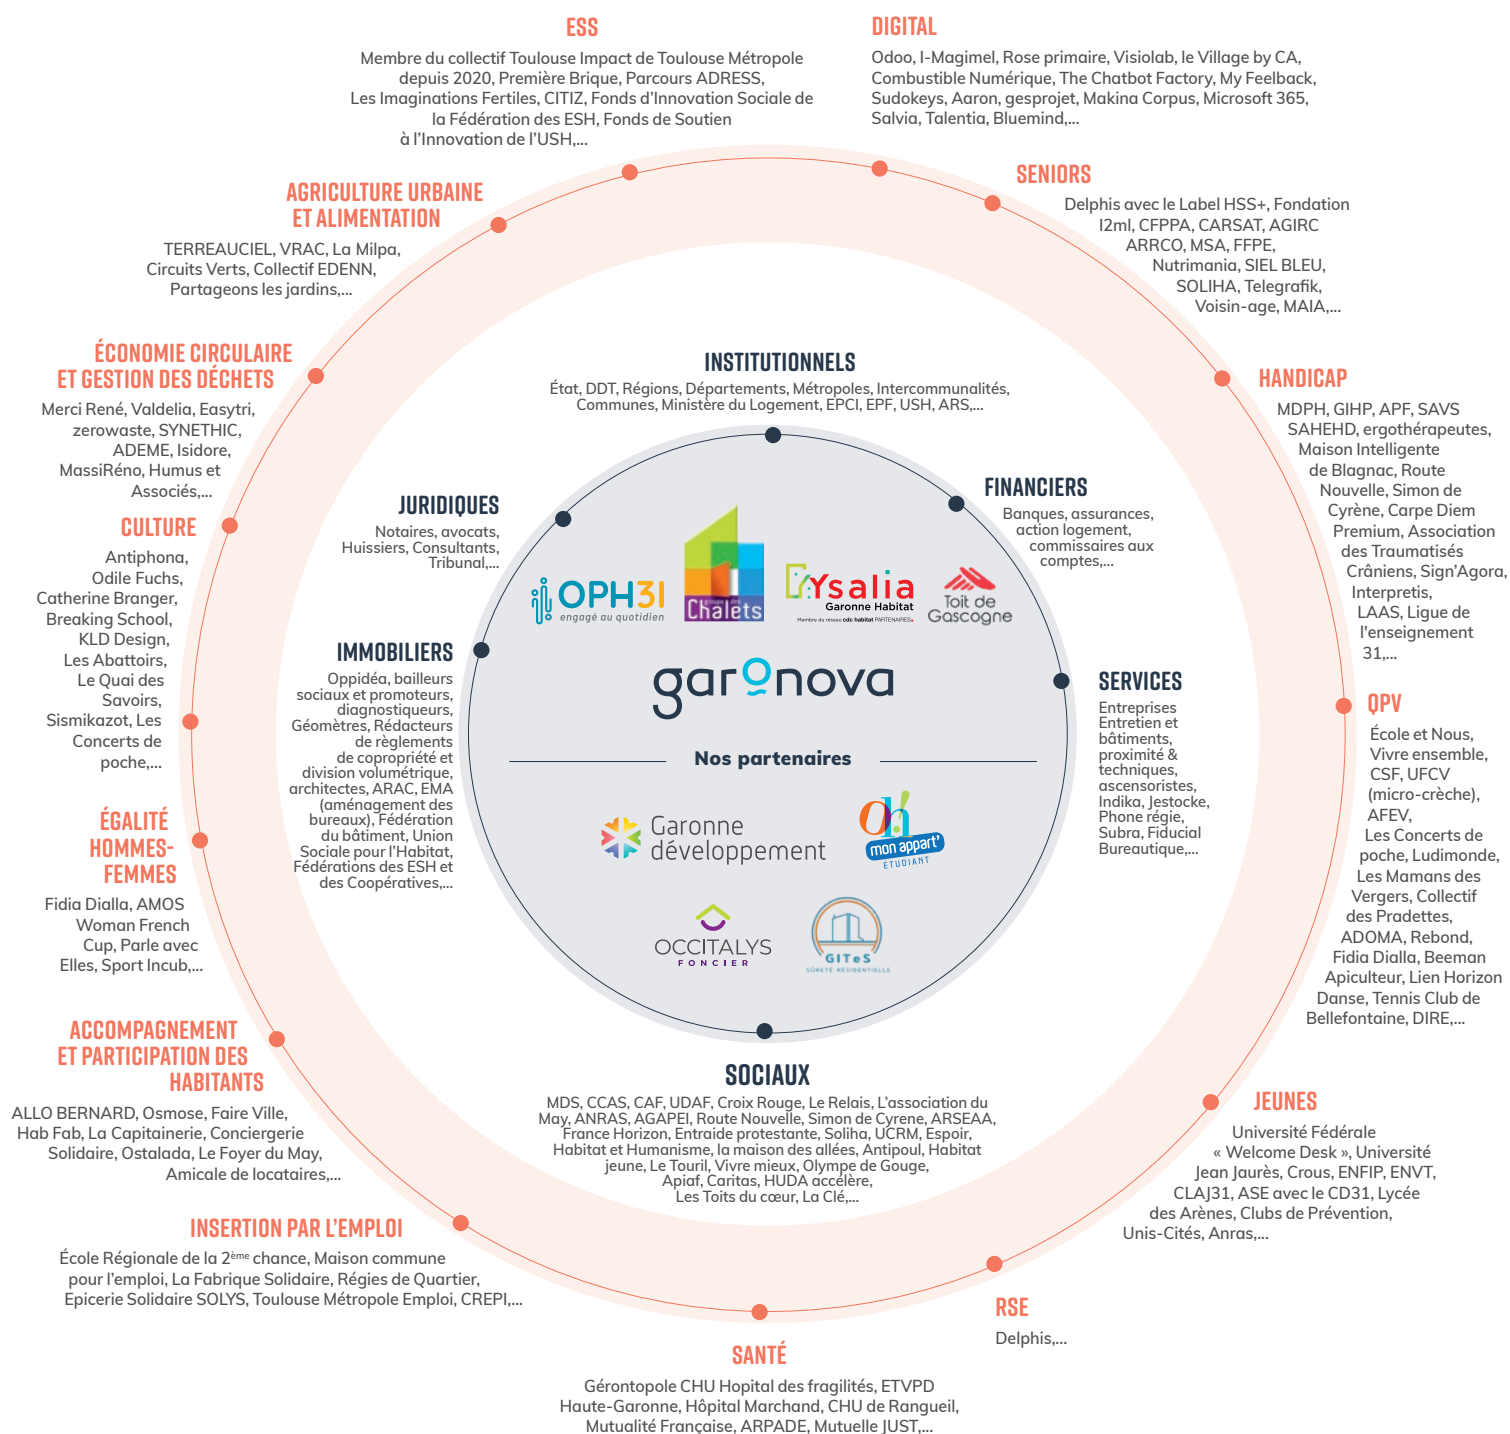 ESS
Membre du collectif Toulouse Impact de Toulouse Métropole
depuis 2020, Première Brique, Parcours ADRESS,
Les Imaginations Fertiles, CITIZ, Fonds d'Innovation Sociale de
la Fédération des ESH, Fonds de Soutien
à l'Innovation de l'USH,...
DIGITAL
Odoo, I-Magimel, Rose primaire, Visiolab, le Village by CA,
Combustible Numérique, The Chatbot Factory, My Feelback,
Sudokeys, Aaron, gesprojet, Makina Corpus, Microsoft 365,
Salvia, Talentia, Bluemind,...
AGRICULTURE URBAINE
ET ALIMENTATION
TERREAUCIEL, VRAC, La Milpa,
Circuits Verts, Collectif EDENN,
Partageons les jardins,...
SENIORS
Delphis avec le Label HSS+, Fondation
I2ml, CFPPA, CARSAT, AGIRC
ARRCO, MSA, FFPE,
Nutrimania, SIEL BLEU,
SOLIHA, Telegrafik,
Voisin-age, MAIA,...
ÉCONOMIE CIRCULAIRE
ET GESTION DES DÉCHETS
Merci René, Valdelia, Easytri,
zerowaste, SYNETHIC,
ADEME, Isidore,
MassiRéno, Humus et
Associés,...
INSTITUTIONNELS
État, DDT, Régions, Départements, Métropoles, Intercommunalités,
Communes, Ministère du Logement, EPCI, EPF, USH, ARS,...
HANDICAP
MDPH, GIHP, APF, SAVS
SAHEHD, ergothérapeutes,
Maison Intelligente
de Blagnac, Route
Nouvelle, Simon de
Cyrène, Carpe Diem
Premium, Association
des Traumatisés
Crâniens, Sign'Agora,
Interpretis,
LAAS, Ligue de
l'enseignement
31,...
JURIDIQUES
Notaires, avocats,
Huissiers, Consultants,
Tribunal,...
FINANCIERS
Banques, assurances,
action logement,
commissaires aux
comptes,...
CULTURE
Antiphona,
Odile Fuchs,
Catherine Branger,
Breaking School,
KLD Design,
Les Abattoirs,
Le Quai des
Savoirs,
Sismikazot, Les
Concerts de
poche,...
OPH31
engagé au quotidien
groupe des
Chalets
Ysalia
Garonne Habitat
Membre du réseau cdc habitat PARTENAIRES
Toit de
Gascogne
garonova
IMMOBILIERS
Oppidéa, bailleurs
sociaux et promoteurs,
diagnostiqueurs,
Géomètres, Rédacteurs
de règlements
de copropriété et
division volumétrique,
architectes, ARAC, EMA
(aménagement des
bureaux), Fédération
du bâtiment, Union
Sociale pour l'Habitat,
Fédérations des ESH et
des Coopératives,...
SERVICES
Entreprises
Entretien et
bâtiments,
proximité &
techniques,
ascensoristes,
Indika, Jestocke,
Phone régie,
Subra, Fiducial
Bureautique,...
QPV
École et Nous,
Vivre ensemble,
CSF, UFCV
(micro-crèche),
AFEV,
Les Concerts de
poche, Ludimonde,
Les Mamans des
Vergers, Collectif
des Pradettes,
ADOMA, Rebond,
Fidia Dialla, Beeman
Apiculteur, Lien Horizon
Danse, Tennis Club de
Bellefontaine, DIRE,...
Nos partenaires
Garonne
développement
Oh!
mon appart'
ÉTUDIANT
OCCITALYS
FONCIER
GITeS
SÛRETÉ RÉSIDENTIELLE
ÉGALITÉ
HOMMES-
FEMMES
Fidia Dialla, AMOS
Woman French
Cup, Parle avec
Elles, Sport Incub,...
ACCOMPAGNEMENT
ET PARTICIPATION DES
HABITANTS
ALLO BERNARD, Osmose, Faire Ville,
Hab Fab, La Capitainerie, Conciergerie
Solidaire, Ostalada, Le Foyer du May,
Amicale de locataires,...
SOCIAUX
MDS, CCAS, CAF, UDAF, Croix Rouge, Le Relais, L'association du
May, ANRAS, AGAPEI, Route Nouvelle, Simon de Cyrene, ARSEAA,
France Horizon, Entraide protestante, Soliha, UCRM, Espoir,
Habitat et Humanisme, la maison des allées, Antipoul, Habitat
jeune, Le Touril, Vivre mieux, Olympe de Gouge,
Apiaf, Caritas, HUDA accélère,
Les Toits du cœur, La Clé,...
JEUNES
Université Fédérale
« Welcome Desk », Université
Jean Jaurès, Crous, ENFIP, ENVT,
CLAJ31, ASE avec le CD31, Lycée
des Arènes, Clubs de Prévention,
Unis-Cités, Anras,...
INSERTION PAR L'EMPLOI
École Régionale de la 2ème chance, Maison commune
pour l'emploi, La Fabrique Solidaire, Régies de Quartier,
Epicerie Solidaire SOLYS, Toulouse Métropole Emploi, CREPI,...
RSE
Delphis,...
SANTÉ
Gérontopole CHU Hopital des fragilités, ETVPD
Haute-Garonne, Hôpital Marchand, CHU de Rangueil,
Mutualité Française, ARPADE, Mutuelle JUST,...